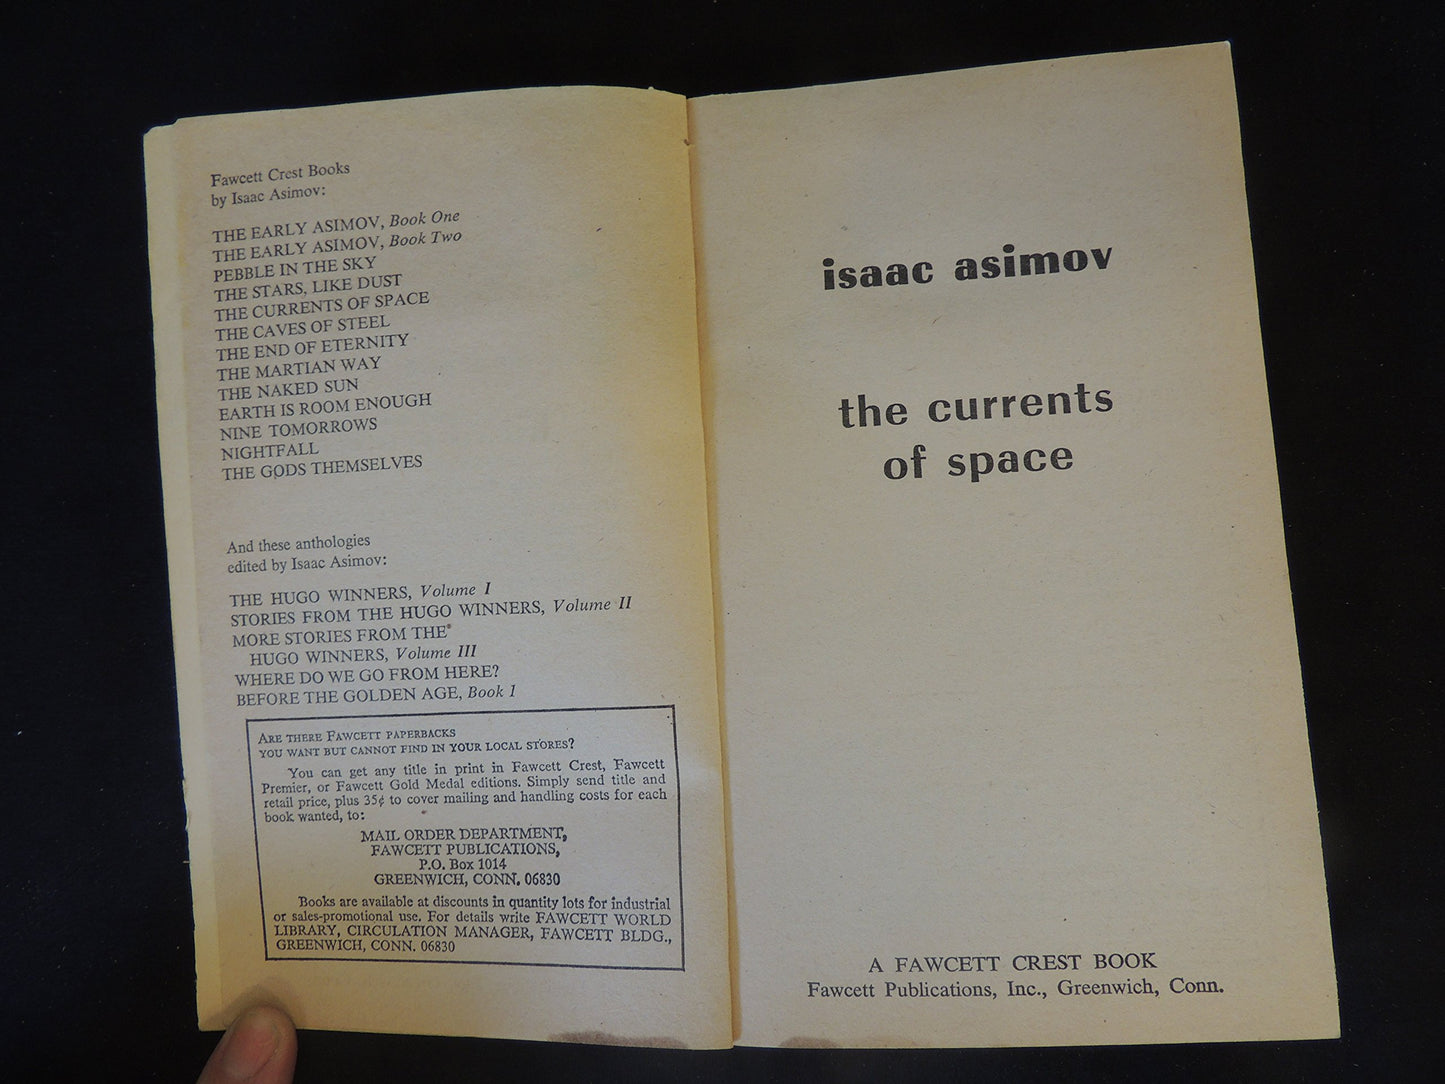 Fawcett Crest Books
by Isaac Asimov:
THE EARLY ASIMOV, Book One
THE EARLY ASIMOV, Book Two
PEBBLE IN THE SKY
THE STARS, LIKE DUST
THE CURRENTS OF SPACE
THE CAVES OF STEEL
THE END OF ETERNITY
THE MARTIAN WAY
THE NAKED SUN
EARTH IS ROOM ENOUGH
NINE TOMORROWS
NIGHTFALL
THE GODS THEMSELVES
And these anthologies
edited by Isaac Asimov:
THE HUGO WINNERS, Volume I
STORIES FROM THE HUGO WINNERS, Volume II
MORE STORIES FROM THE
HUGO WINNERS, Volume III
WHERE DO WE GO FROM HERE?
BEFORE THE GOLDEN AGE, Book I
ARE THERE FAWCETT PAPERBACKS
YOU WANT BUT CANNOT FIND IN YOUR LOCAL STORES?
You can get any title in print in Fawcett Crest, Fawcett
Premier, or Fawcett Gold Medal editions. Simply send title and
retail price, plus 35¢ to cover mailing and handling costs for each
book wanted, to:
MAIL ORDER DEPARTMENT,
FAWCETT PUBLICATIONS,
P.O. Box 1014
GREENWICH, CONN. 06830
Books are available at discounts in quantity lots for industrial
or sales-promotional use. For details write FAWCETT WORLD
LIBRARY, CIRCULATION MANAGER, FAWCETT BLDG.,
GREENWICH, CONN. 06830
isaac asimov
the currents
of space
A FAWCETT CREST BOOK
Fawcett Publications, Inc., Greenwich, Conn.